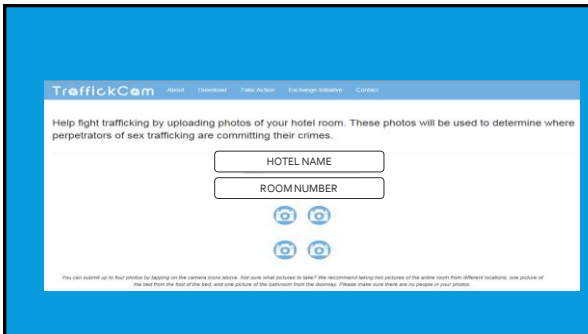 TraffickCam About Download Take Action Exchange Initiative Contact
Help fight trafficking by uploading photos of your hotel room. These photos will be used to determine where
perpetrators of sex trafficking are committing their crimes.
HOTEL NAME
ROOM NUMBER
You can submit up to four photos by tapping on the camera icons above. Not sure what pictures to take? We recommend taking two pictures of the entire room from different locations, one picture of
the bed from the foot of the bed, and one picture of the bathroom from the doorway. Please make sure there are no people in your photos.